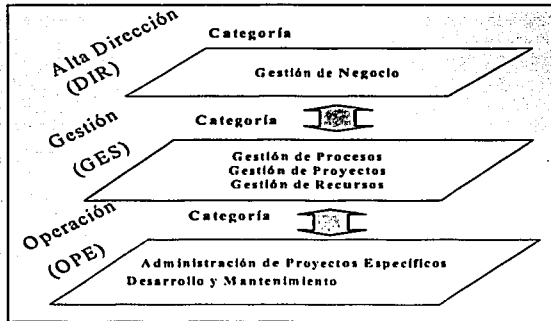 Alta Dirección
(DIR)
Categoría
Gestión de Negocio
Gestión
(GES)
Categoría
Gestión de Procesos
Gestión de Proyectos
Gestión de Recursos
Operación
(OPE)
Categoría
Administración de Proyectos Específicos
Desarrollo y Mantenimiento